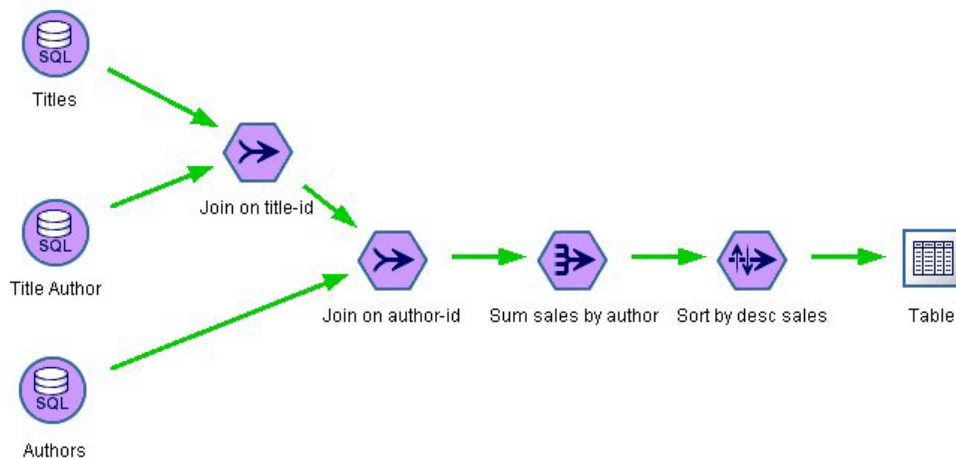 SQL
Titles
Join on title-id
SQL
Title Author
Join on author-id
Sum sales by author
Sort by desc sales
Table
SQL
Authors